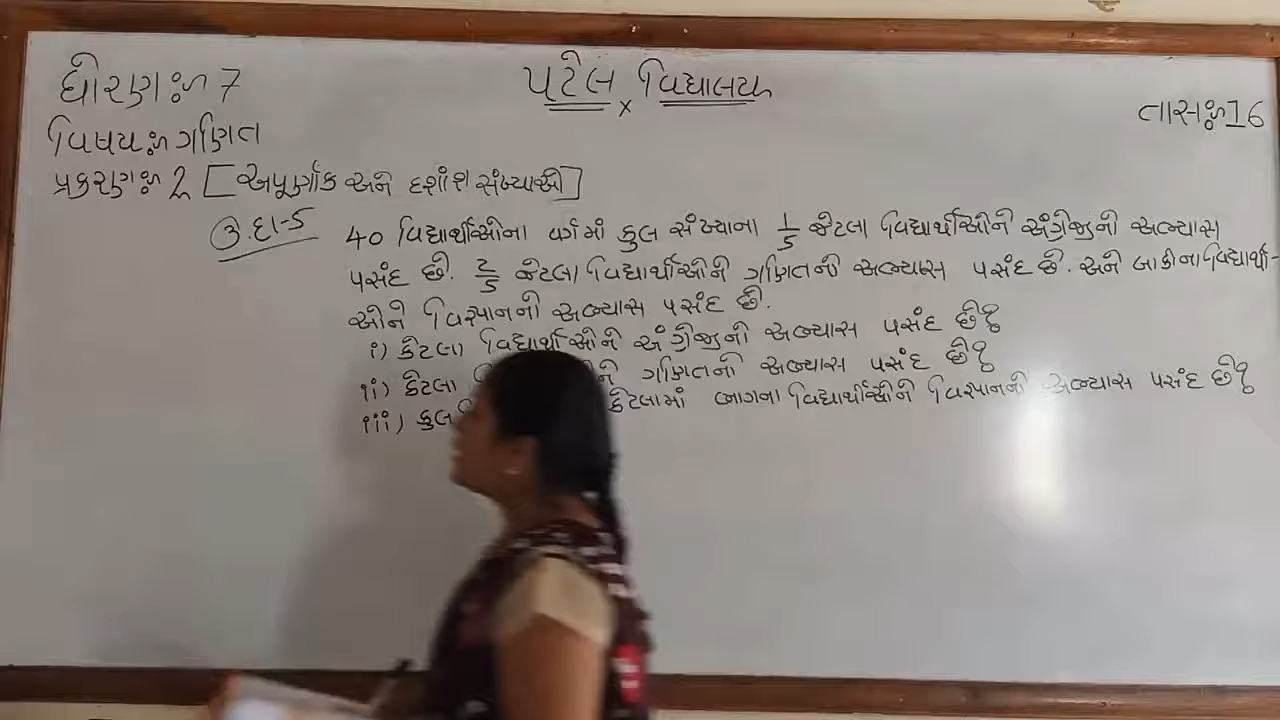 પટેલ વિદ્યાલય
x
ધોરણ:- 7
તાસ:- 16
વિષય:- ગણિત
પ્રકરણ:- 2 [અપૂર્ણાંક અને દશાંશ સંખ્યાઓ]
ઉ.દા-5 40 વિદ્યાર્થીઓના વર્ગમાં કુલ સંખ્યાના 1/5 જેટલા વિદ્યાર્થીઓને અંગ્રેજીનો અભ્યાસ
પસંદ છે. 2/5 જેટલા વિદ્યાર્થીઓને ગણિતનો અભ્યાસ પસંદ છે. અને બાકીના વિદ્યાર્થી-
ઓને વિજ્ઞાનનો અભ્યાસ પસંદ છે.
i) કેટલા વિદ્યાર્થીઓને અંગ્રેજીનો અભ્યાસ પસંદ છે?
ii) કેટલા ને ગણિતનો અભ્યાસ પસંદ છે?
iii) કુલ કેટલામાં ભાગના વિદ્યાર્થીઓને વિજ્ઞાનનો અભ્યાસ પસંદ છે?